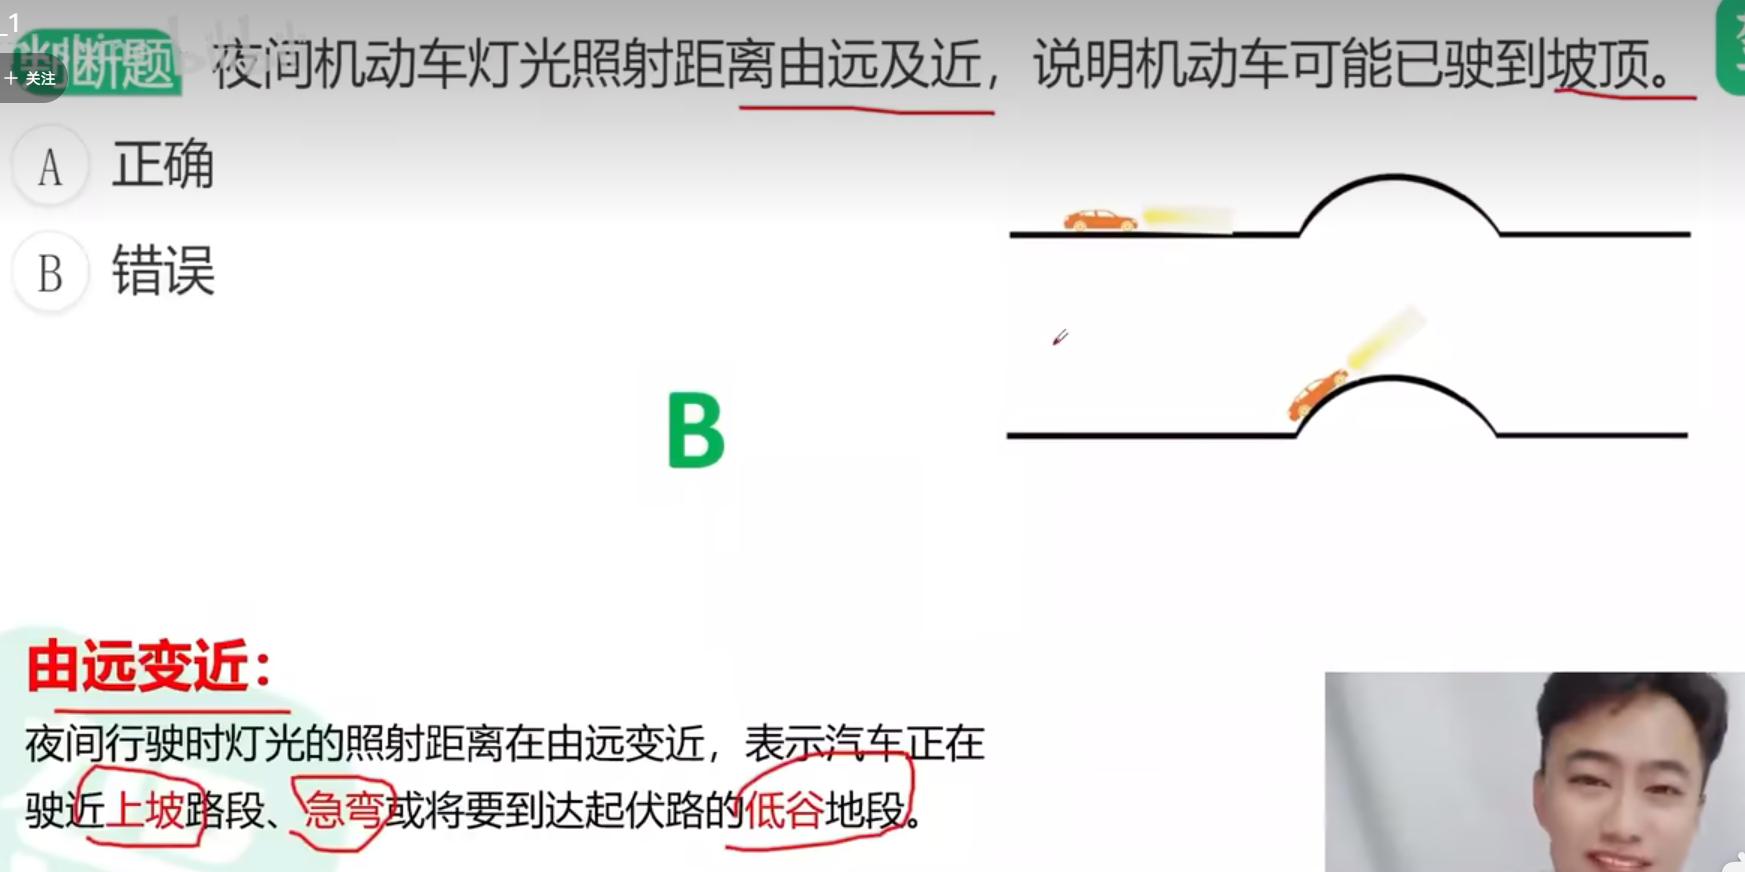 _1
判断题 夜间机动车灯光照射距离由远及近，说明机动车可能已驶到坡顶。
+ 关注
A 正确
B 错误
B
由远变近：
夜间行驶时灯光的照射距离在由远变近，表示汽车正在
驶近上坡路段、急弯或将要到达起伏路的低谷地段。